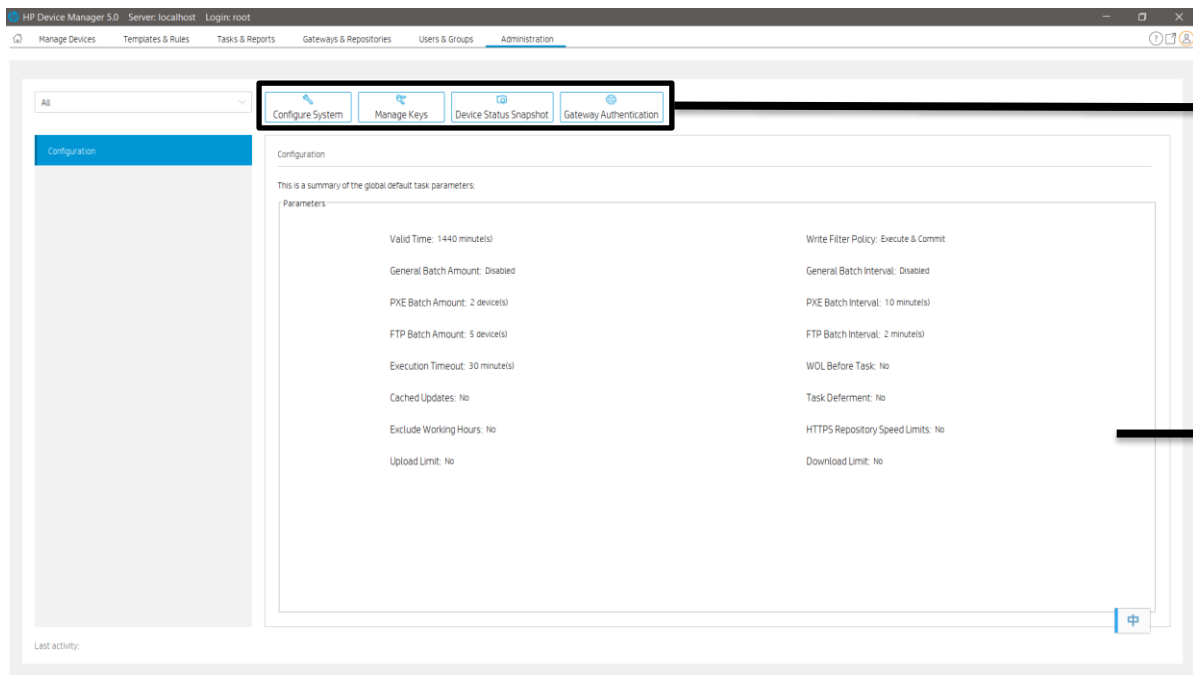 HP Device Manager 5.0 Server: localhost Login: root
Manage Devices Templates & Rules Tasks & Reports Gateways & Repositories Users & Groups Administration
All
Configure System Manage Keys Device Status Snapshot Gateway Authentication
Configuration
Configuration
This is a summary of the global default task parameters:
Parameters
Valid Time: 1440 minute(s) Write Filter Policy: Execute & Commit
General Batch Amount: Disabled General Batch Interval: Disabled
PXE Batch Amount: 2 device(s) PXE Batch Interval: 10 minute(s)
FTP Batch Amount: 5 device(s) FTP Batch Interval: 2 minute(s)
Execution Timeout: 30 minute(s) WOL Before Task: No
Cached Updates: No Task Deferment: No
Exclude Working Hours: No HTTPS Repository Speed Limits: No
Upload Limit: No Download Limit: No
中
Last activity: